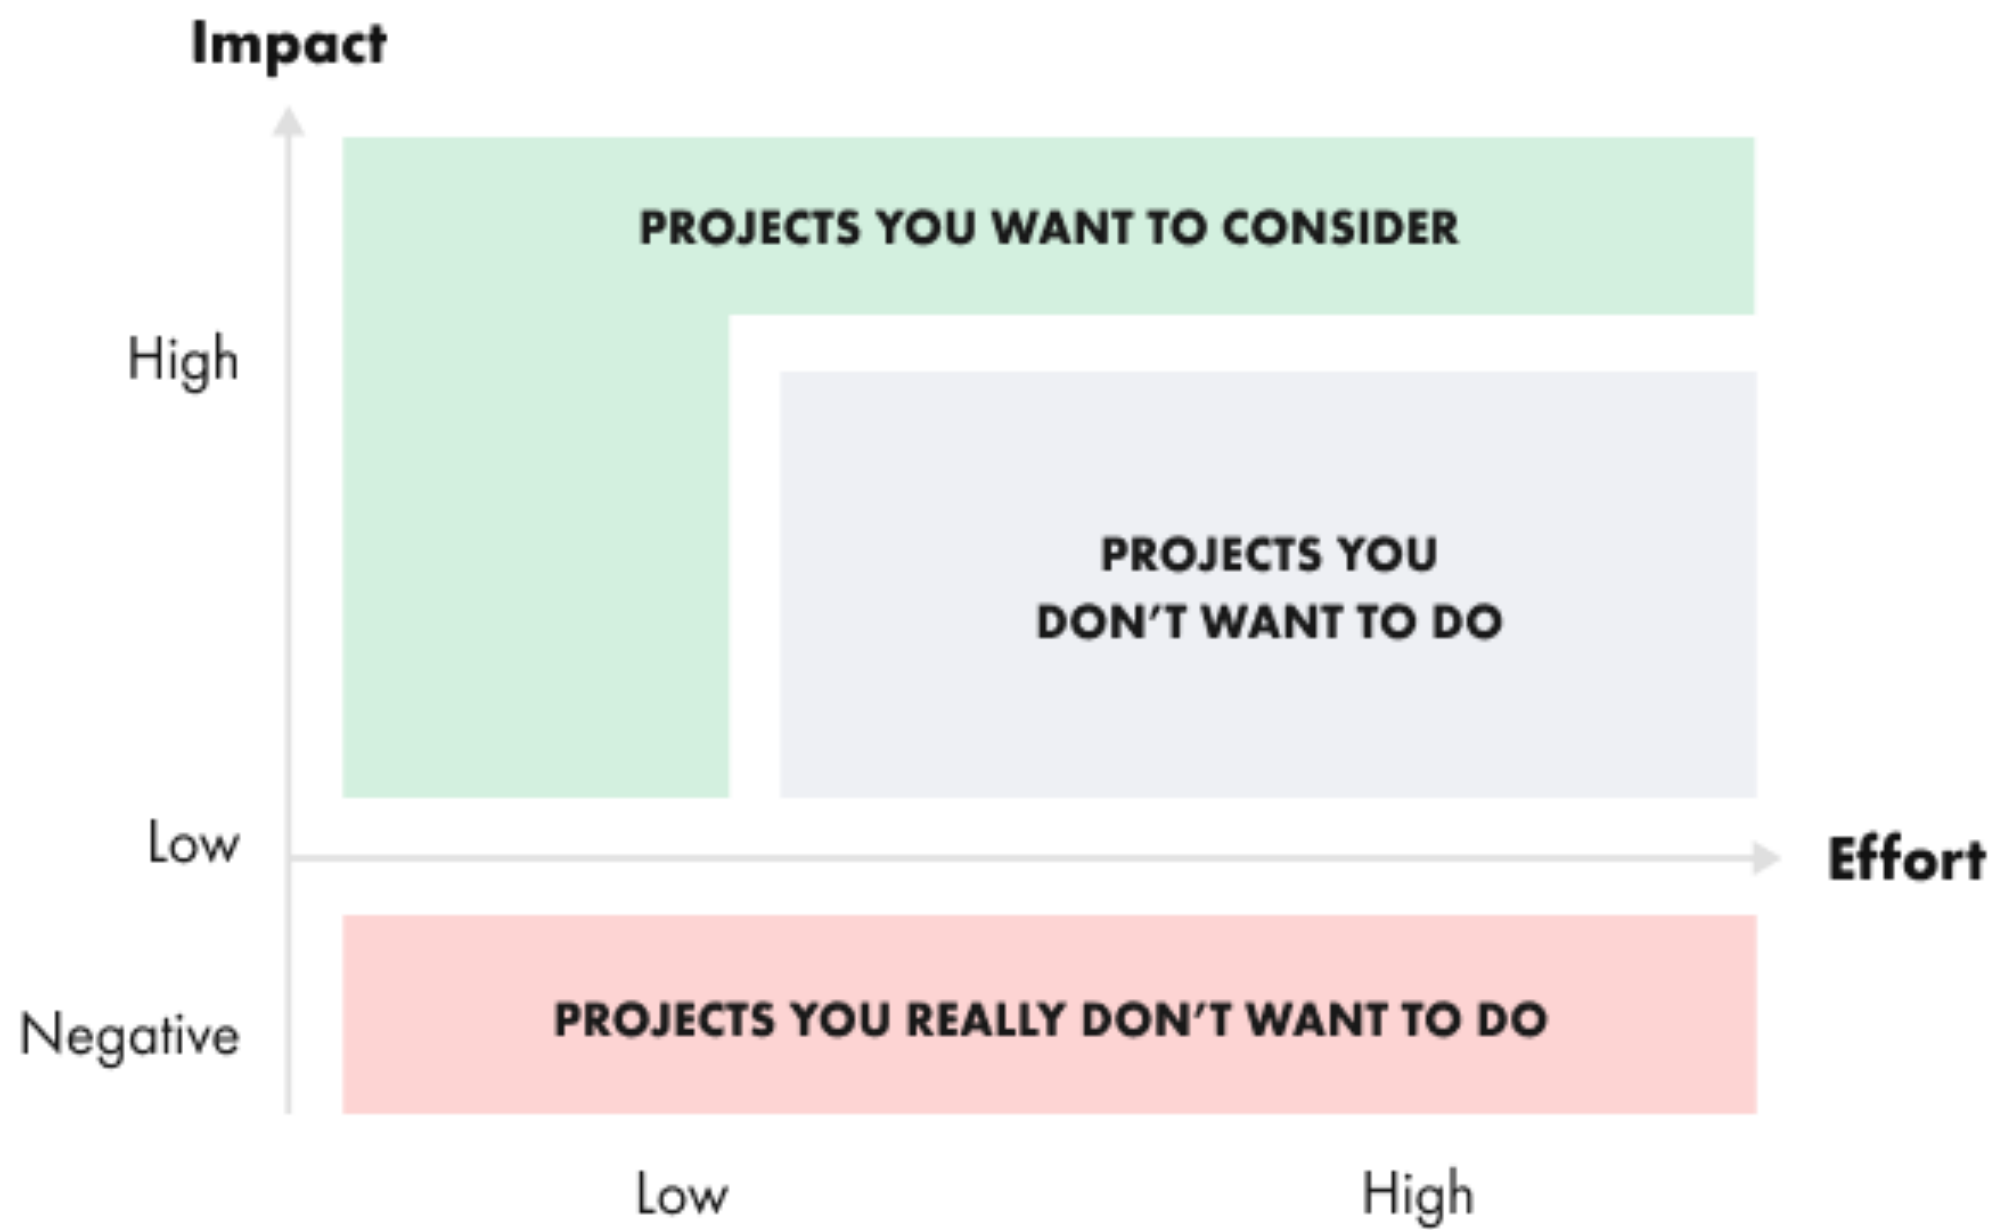 Impact
PROJECTS YOU WANT TO CONSIDER
High
PROJECTS YOU
DON’T WANT TO DO
Low
Effort
PROJECTS YOU REALLY DON’T WANT TO DO
Negative
Low
High